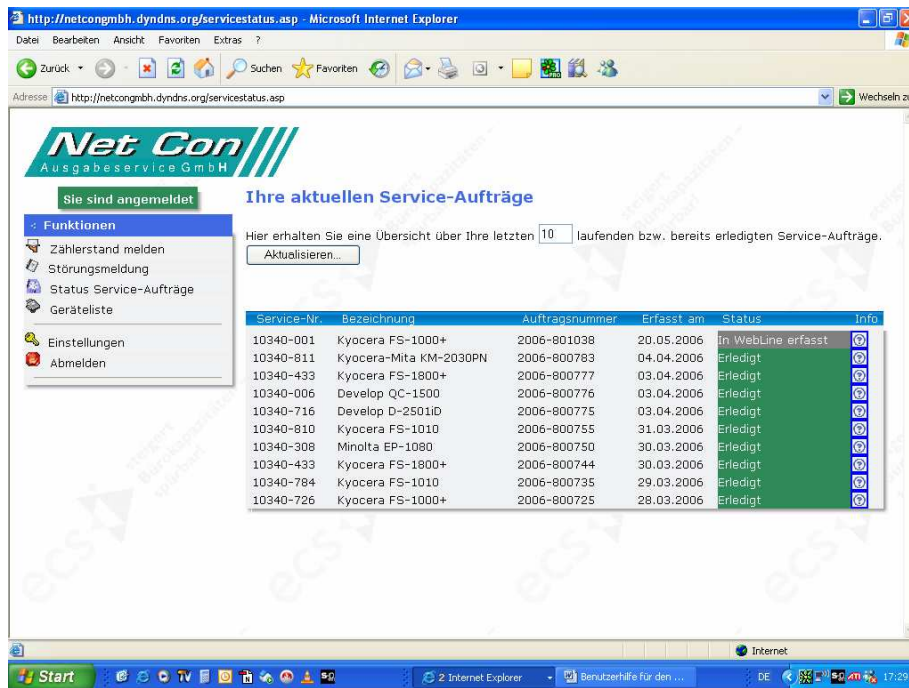 http://netcongmbh.dyndns.org/servicestatus.asp - Microsoft Internet Explorer
Datei Bearbeiten Ansicht Favoriten Extras ?
Zurück Suchen Favoriten
Adresse http://netcongmbh.dyndns.org/servicestatus.asp Wechseln zu
Net Con
Ausgabeservice GmbH
Sie sind angemeldet
Funktionen
Zählerstand melden
Störungsmeldung
Status Service-Aufträge
Geräteliste
Einstellungen
Abmelden
Ihre aktuellen Service-Aufträge
Hier erhalten Sie eine Übersicht über Ihre letzten 10 laufenden bzw. bereits erledigten Service-Aufträge.
Aktualisieren...
Service-Nr. Bezeichnung Auftragsnummer Erfasst am Status Info
10340-001 Kyocera FS-1000+ 2006-801038 20.05.2006 In WebLine erfasst ?
10340-811 Kyocera-Mita KM-2030PN 2006-800783 04.04.2006 Erledigt ?
10340-433 Kyocera FS-1800+ 2006-800777 03.04.2006 Erledigt ?
10340-006 Develop QC-1500 2006-800776 03.04.2006 Erledigt ?
10340-716 Develop D-2501iD 2006-800775 03.04.2006 Erledigt ?
10340-810 Kyocera FS-1010 2006-800755 31.03.2006 Erledigt ?
10340-308 Minolta EP-1080 2006-800750 30.03.2006 Erledigt ?
10340-433 Kyocera FS-1800+ 2006-800744 30.03.2006 Erledigt ?
10340-784 Kyocera FS-1010 2006-800735 29.03.2006 Erledigt ?
10340-726 Kyocera FS-1000+ 2006-800725 28.03.2006 Erledigt ?
Internet
Start 2 Internet Explorer Benutzerhilfe für den ... DE 17:29